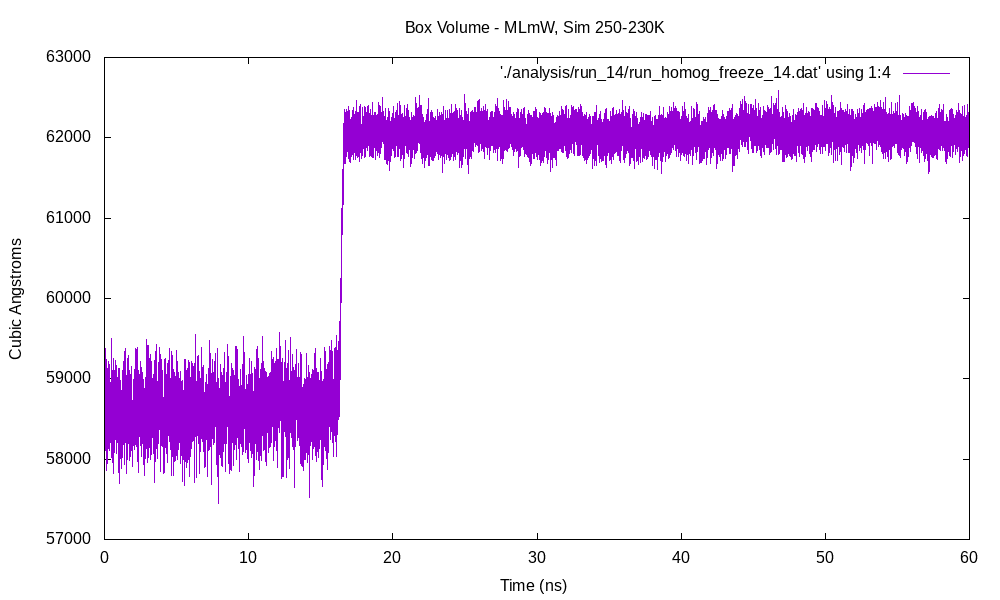 Box Volume - MLmW, Sim 250-230K
63000
'./analysis/run_14/run_homog_freeze_14.dat' using 1:4
62000
61000
60000
59000
58000
57000
Cubic Angstroms
0 10 20 30 40 50 60
Time (ns)